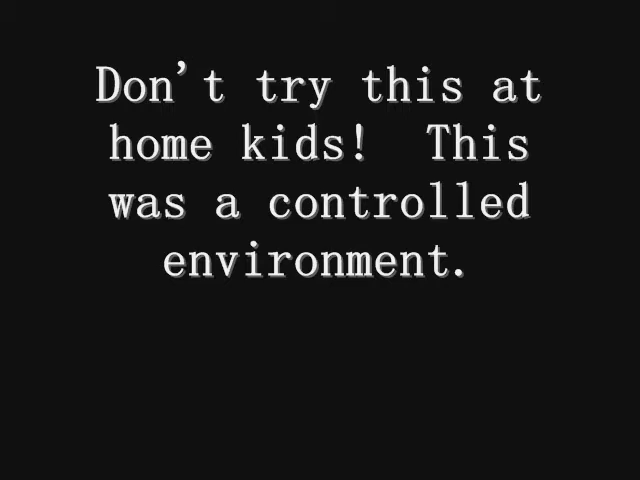 Don't try this at
home kids!  This
was a controlled
environment.